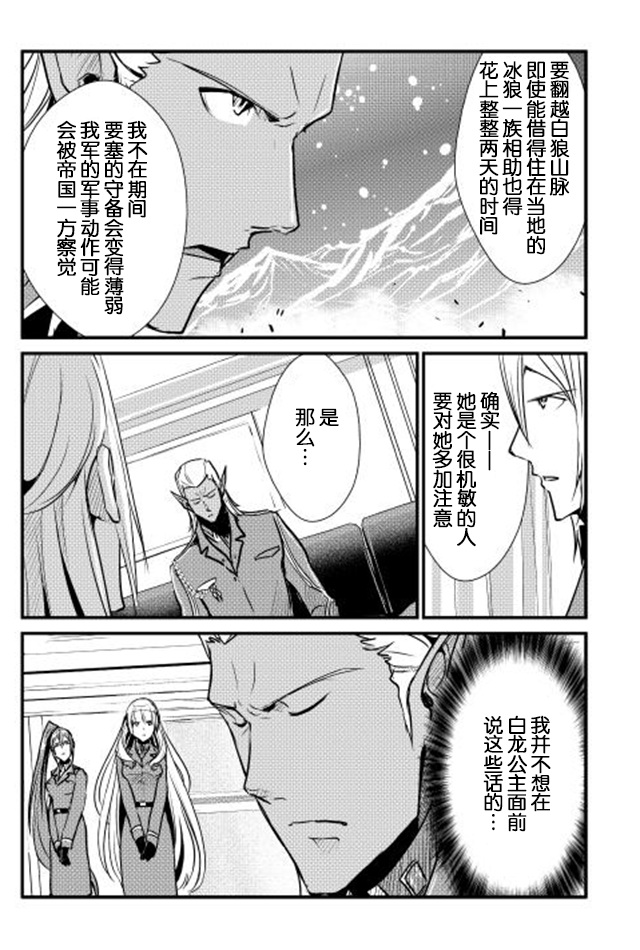 要翻越白狼山脉
即使能借得住在当地的
冰狼一族相助也得
花上整整两天的时间
我不在期间
要塞的守备会变得薄弱
我军的军事动作可能
会被帝国一方察觉
确实——
她是个很机敏的人
要对她多加注意
是
那么…
我并不想在
白龙公主面前
说这些话的…